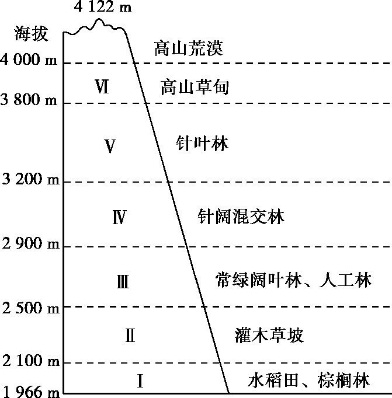 4 122 m
海拔
高山荒漠
4 000 m
Ⅵ 高山草甸
3 800 m
Ⅴ 针叶林
3 200 m
Ⅳ 针阔混交林
2 900 m
Ⅲ 常绿阔叶林、人工林
2 500 m
Ⅱ 灌木草坡
2 100 m
Ⅰ 水稻田、棕榈林
1 966 m